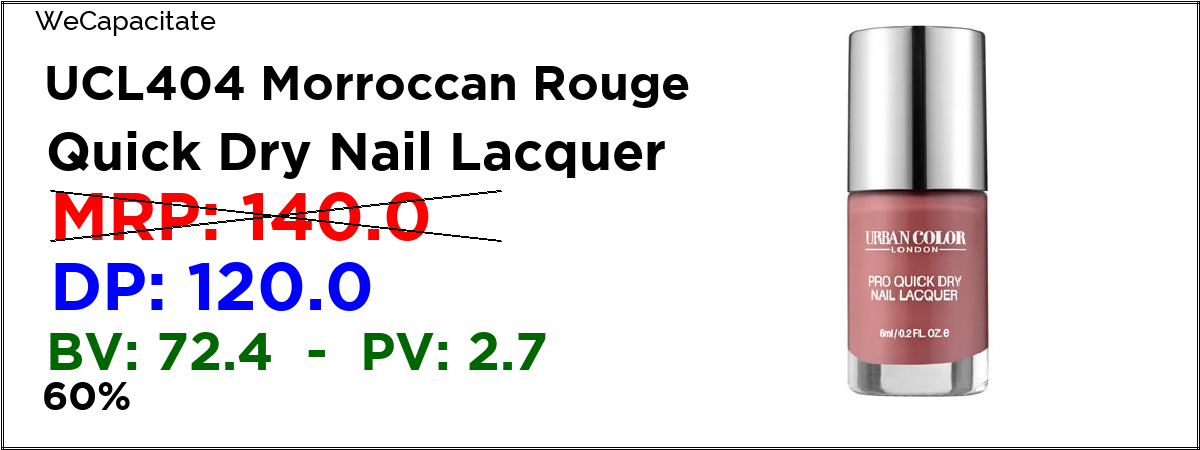 WeCapacitate
UCL404 Morroccan Rouge
Quick Dry Nail Lacquer
MRP: 140.0
DP: 120.0
BV: 72.4 - PV: 2.7
60%
URBAN COLOR
LONDON
PRO QUICK DRY
NAIL LACQUER
6ml/0.2 FL. OZ.e